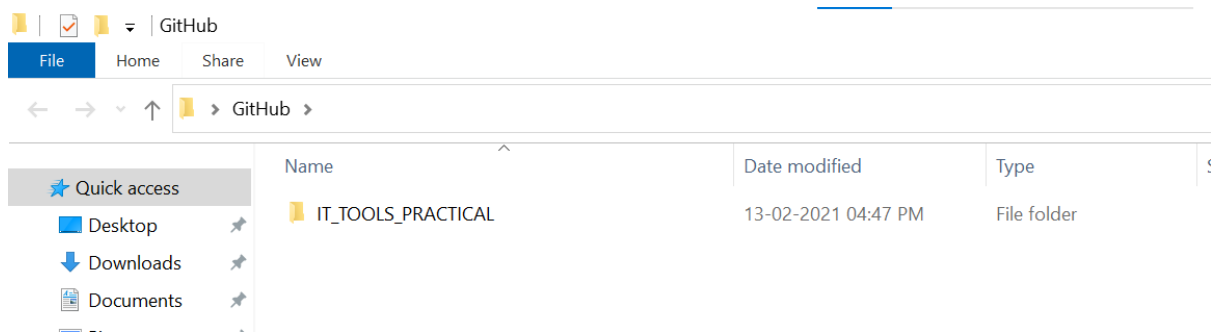 GitHub
File Home Share View
GitHub
Name Date modified Type
Quick access
IT_TOOLS_PRACTICAL 13-02-2021 04:47 PM File folder
Desktop
Downloads
Documents